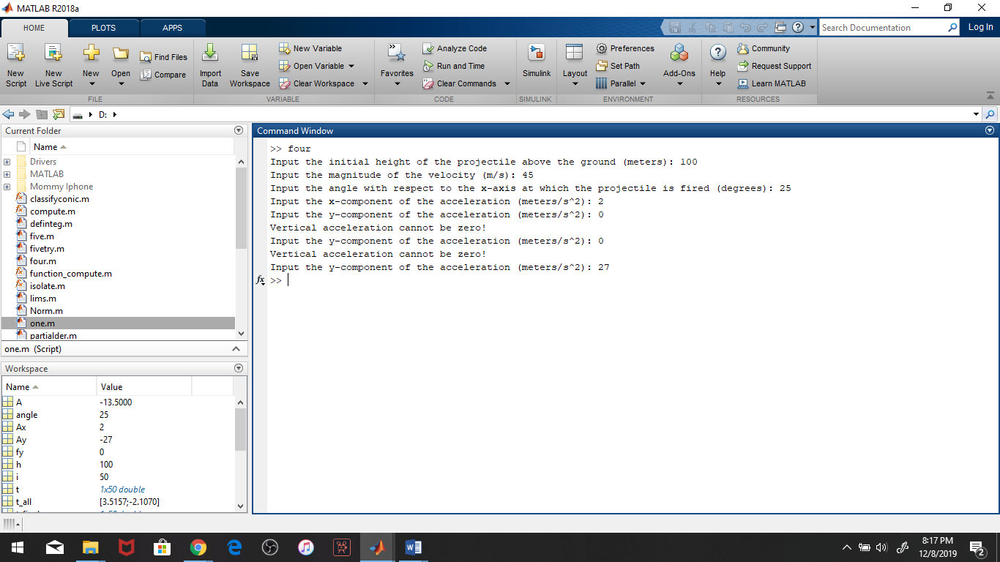 MATLAB R2018a
HOME PLOTS APPS
Search Documentation Log In
New Script
New Live Script
New
Open
Find Files
Compare
FILE
Import Data
Save Workspace
New Variable
Open Variable
Clear Workspace
VARIABLE
Favorites
Analyze Code
Run and Time
Clear Commands
CODE
Simulink
SIMULINK
Layout
Preferences
Set Path
Parallel
Add-Ons
ENVIRONMENT
Help
Community
Request Support
Learn MATLAB
RESOURCES
D:
Current Folder
Name
Drivers
MATLAB
Mommy Iphone
classifyconic.m
compute.m
definteg.m
five.m
fivetry.m
four.m
function_compute.m
isolate.m
lims.m
Norm.m
one.m
partialder.m
one.m (Script)
Workspace
Name Value
A -13.5000
angle 25
Ax 2
Ay -27
fy 0
h 100
i 50
t 1x50 double
t_all [3.5157;-2.1070]
Command Window
>> four
Input the initial height of the projectile above the ground (meters): 100
Input the magnitude of the velocity (m/s): 45
Input the angle with respect to the x-axis at which the projectile is fired (degrees): 25
Input the x-component of the acceleration (meters/s^2): 2
Input the y-component of the acceleration (meters/s^2): 0
Vertical acceleration cannot be zero!
Input the y-component of the acceleration (meters/s^2): 0
Vertical acceleration cannot be zero!
Input the y-component of the acceleration (meters/s^2): 27
fx >>
8:17 PM
12/8/2019
2